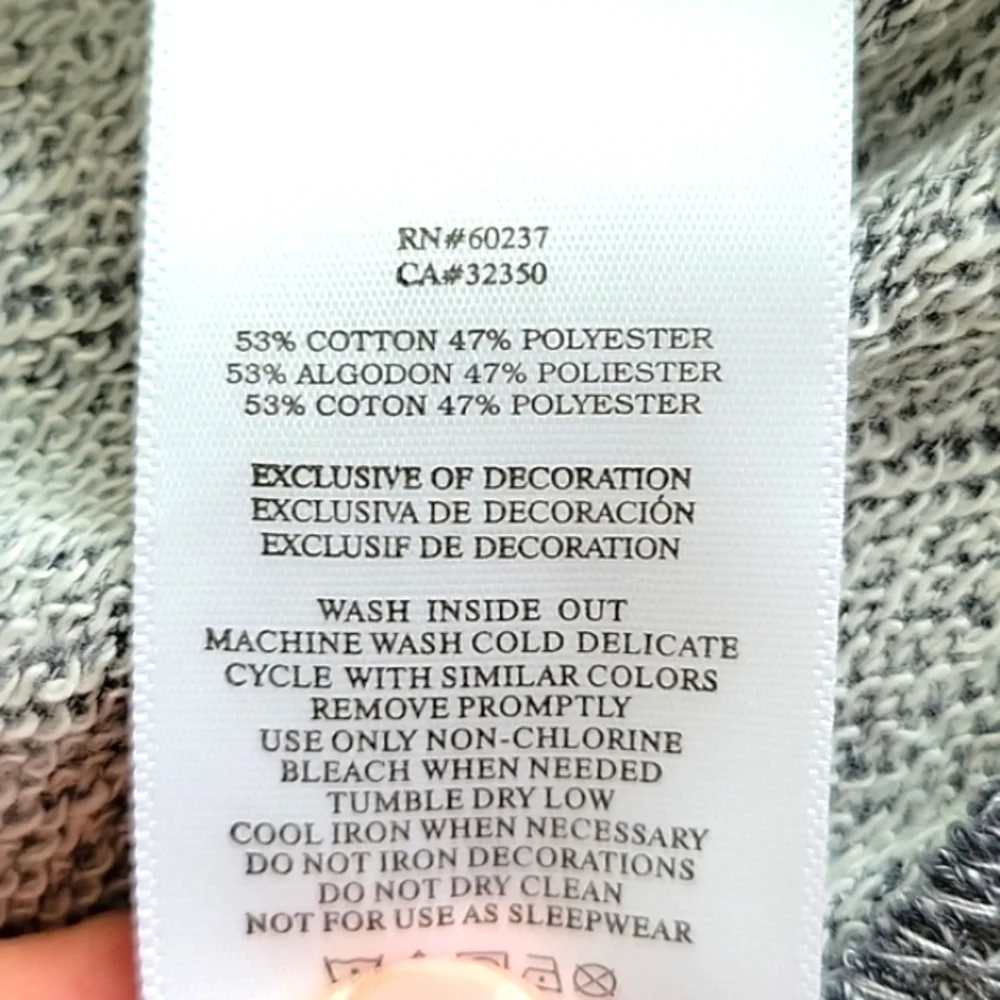 RN#60237
CA#32350
53% COTTON 47% POLYESTER
53% ALGODON 47% POLIESTER
53% COTON 47% POLYESTER
EXCLUSIVE OF DECORATION
EXCLUSIVA DE DECORACIÓN
EXCLUSIF DE DECORATION
WASH INSIDE OUT
MACHINE WASH COLD DELICATE
CYCLE WITH SIMILAR COLORS
REMOVE PROMPTLY
USE ONLY NON-CHLORINE
BLEACH WHEN NEEDED
TUMBLE DRY LOW
COOL IRON WHEN NECESSARY
DO NOT IRON DECORATIONS
DO NOT DRY CLEAN
NOT FOR USE AS SLEEPWEAR